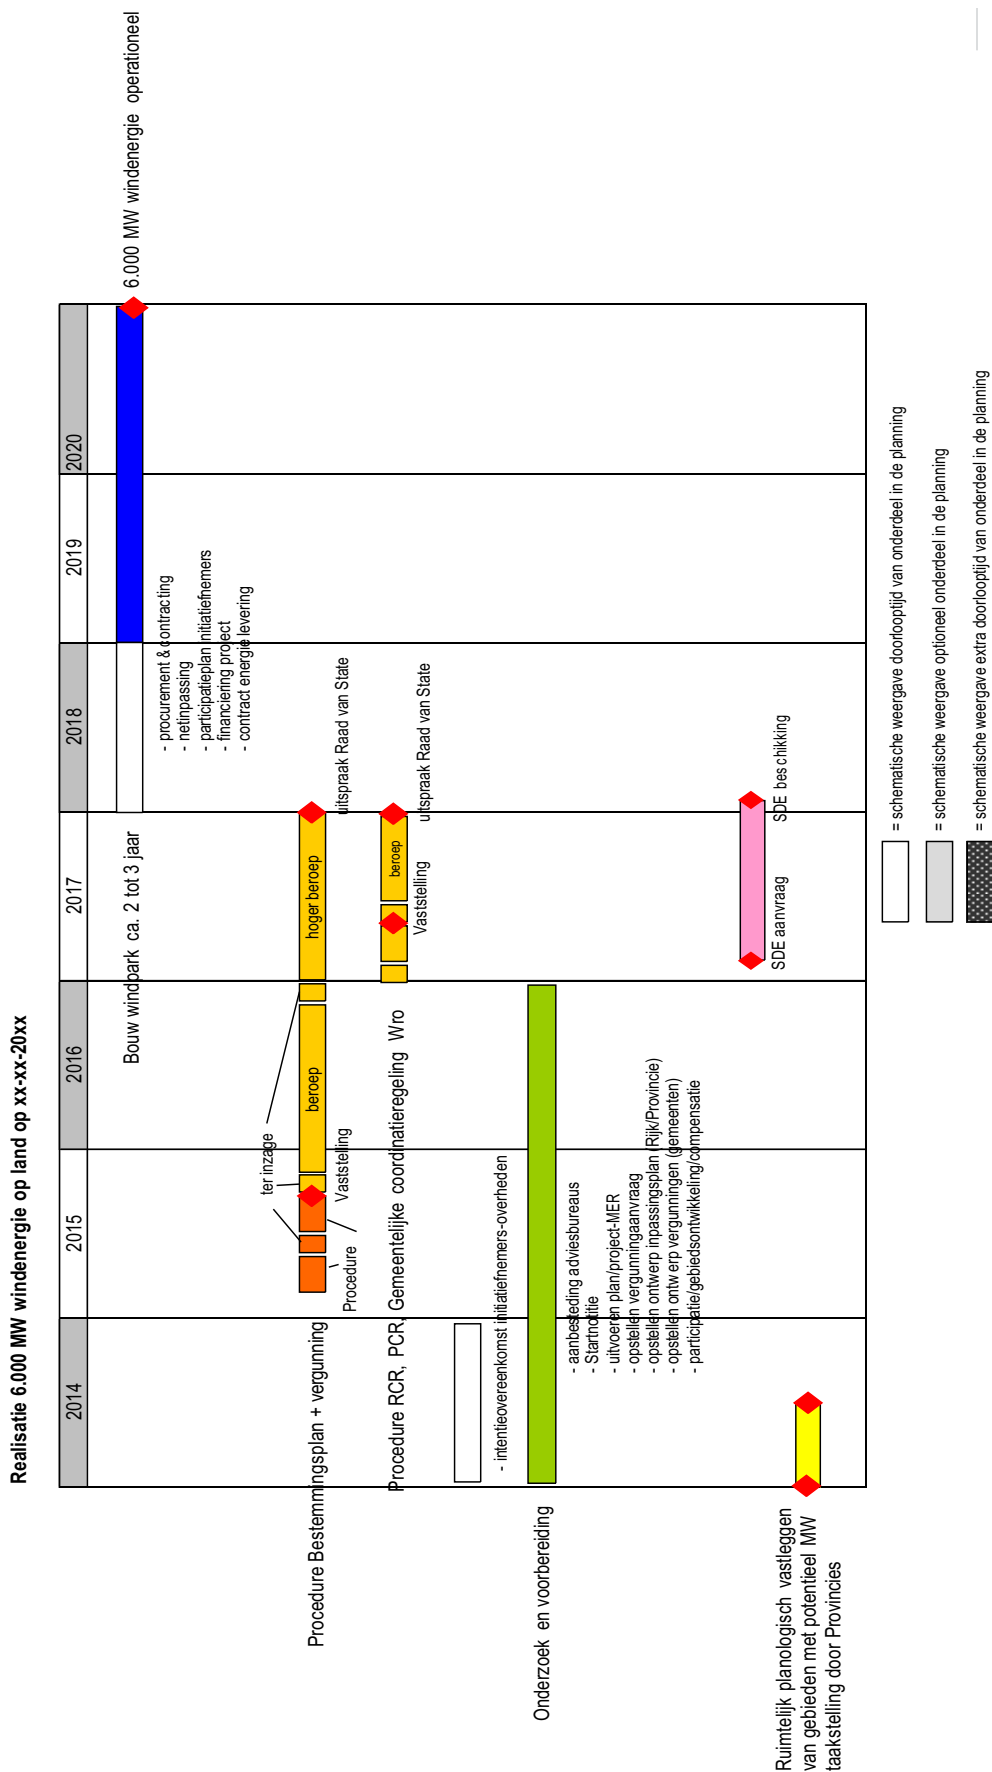 Realisatie 6.000 MW windenergie op land op xx-xx-20xx
2014 2015 2016 2017 2018 2019 2020
Bouw windpark ca. 2 tot 3 jaar
6.000 MW windenergie operationeel
- procurement & contracting
- netinpassing
- participatieplan initiatiefnemers
- financiering project
- contract energie levering
ter inzage
Procedure Bestemmingsplan + vergunning
beroep
hoger beroep
Procedure
Vaststelling
uitspraak Raad van State
Procedure RCR, PCR, Gemeentelijke coordinatieregeling Wro
beroep
Vaststelling
uitspraak Raad van State
- intentieovereenkomst initiatiefnemers-overheden
Onderzoek en voorbereiding
- aanbesteding adviesbureaus
- Startnotitie
- uitvoeren plan/project-MER
- opstellen vergunningaanvraag
- opstellen ontwerp inpassingsplan (Rijk/Provincie)
- opstellen ontwerp vergunningen (gemeenten)
- participatie/gebiedsontwikkeling/compensatie
SDE aanvraag
SDE beschikking
Ruimtelijk planologisch vastleggen
van gebieden met potentieel MW
taakstelling door Provincies
= schematische weergave doorlooptijd van onderdeel in de planning
= schematische weergave optioneel onderdeel in de planning
= schematische weergave extra doorlooptijd van onderdeel in de planning